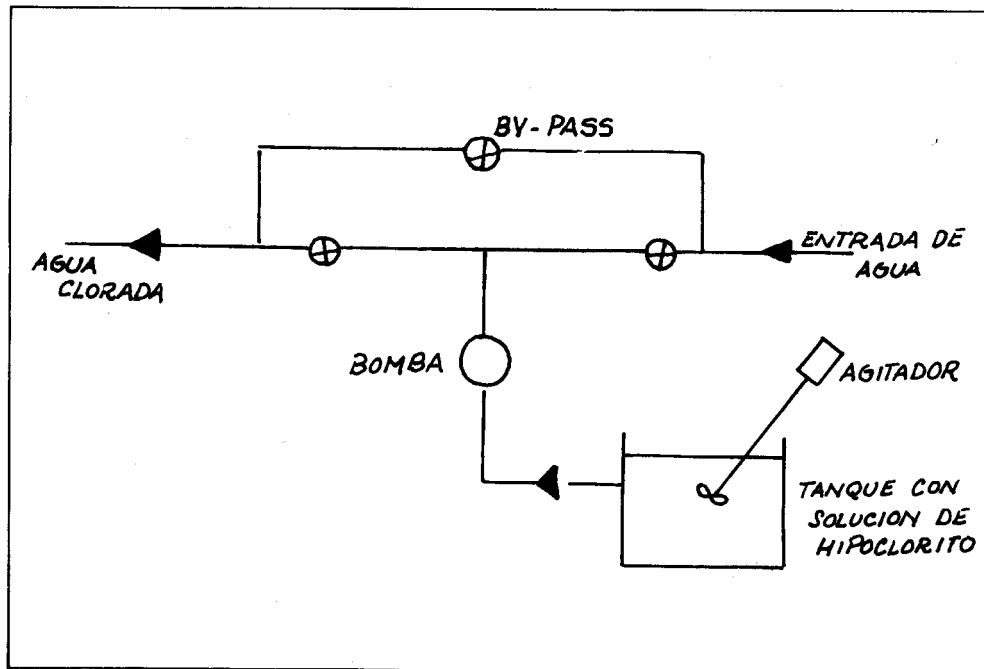 BY-PASS
ENTRADA DE
AGUA
AGUA
CLORADA
BOMBA
AGITADOR
TANQUE CON
SOLUCION DE
HIPOCLORITO